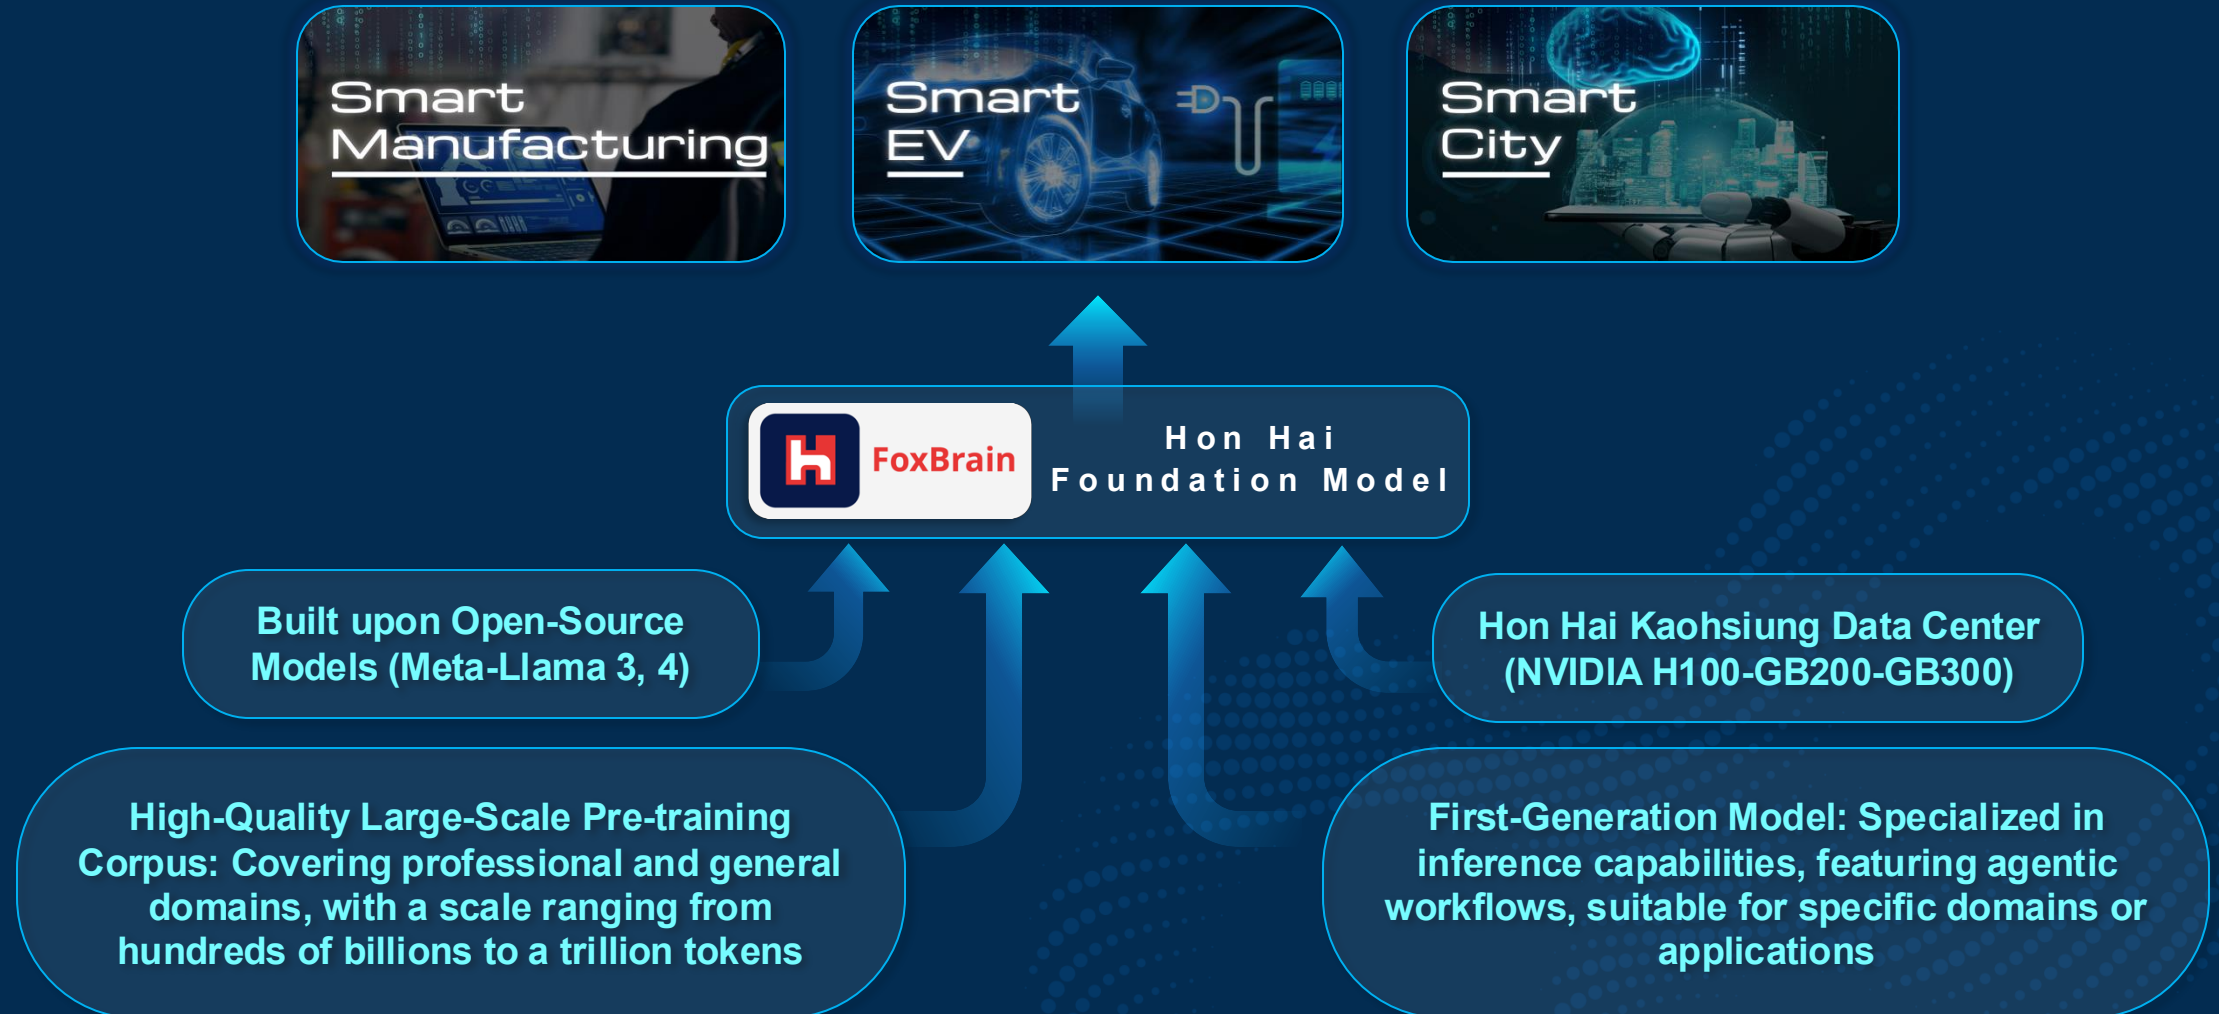 Smart
Manufacturing
Smart
EV
Smart
City
FoxBrain
Hon Hai
Foundation Model
Built upon Open-Source
Models (Meta-Llama 3, 4)
Hon Hai Kaohsiung Data Center
(NVIDIA H100-GB200-GB300)
High-Quality Large-Scale Pre-training
Corpus: Covering professional and general
domains, with a scale ranging from
hundreds of billions to a trillion tokens
First-Generation Model: Specialized in
inference capabilities, featuring agentic
workflows, suitable for specific domains or
applications